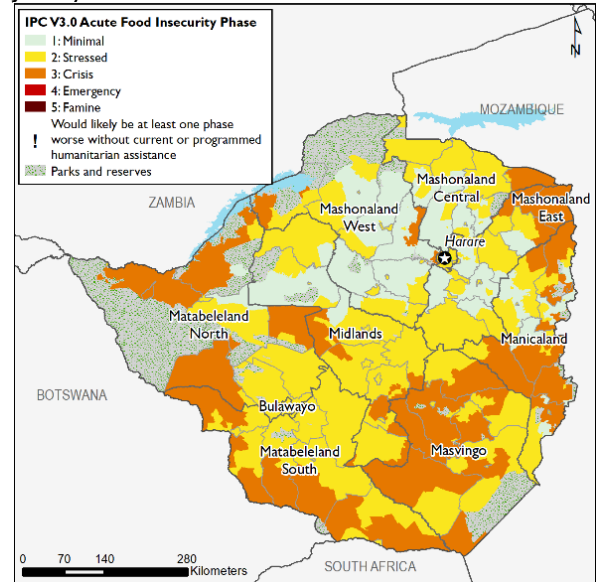 IPC V3.0 Acute Food Insecurity Phase
1: Minimal
2: Stressed
3: Crisis
4: Emergency
5: Famine
Would likely be at least one phase
! worse without current or programmed
humanitarian assistance
Parks and reserves
N
MOZAMBIQUE
ZAMBIA
Mashonaland
Central
Mashonaland
West
Mashonaland
East
Harare
Matabeleland
North
Midlands
Manicaland
BOTSWANA
Bulawayo
Matabeleland
South
Masvingo
SOUTH AFRICA
0 70 140 280
Kilometers